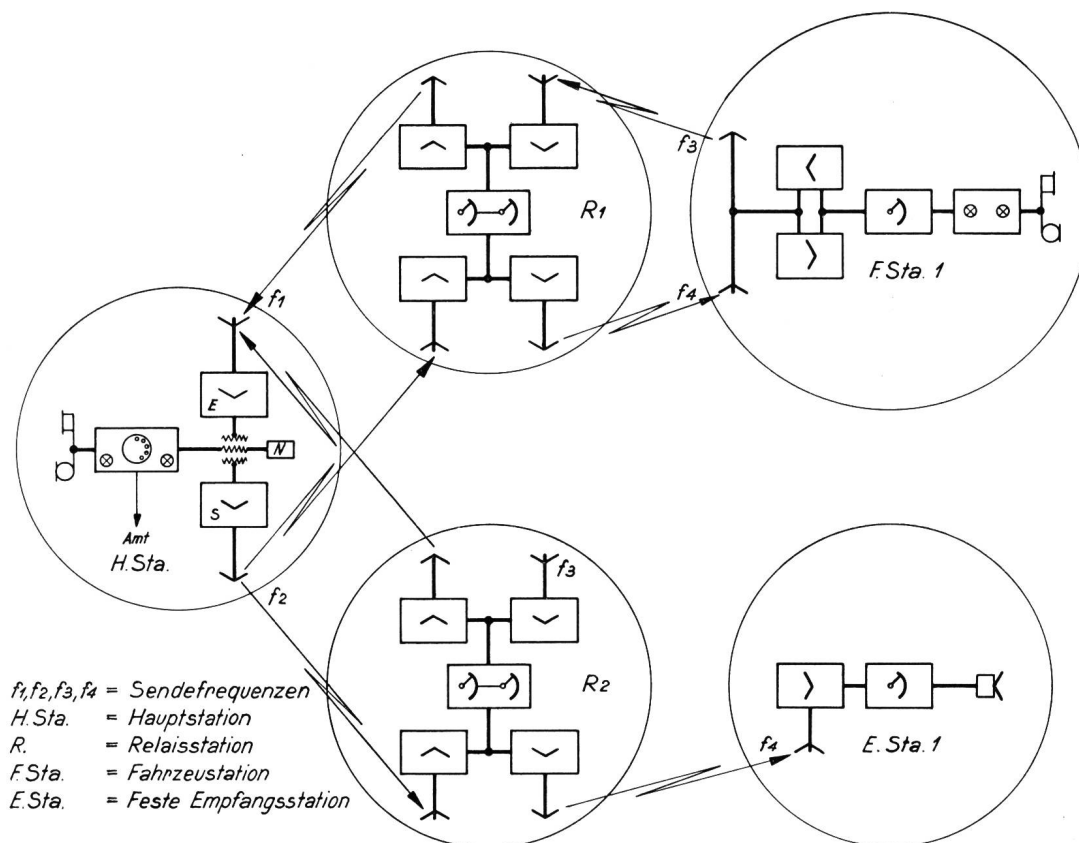 f3
R1
F.Sta. 1
f4
f1
E
N
S
Amt
H.Sta.
f2
f3
R2
f4
E.Sta. 1
f1, f2, f3, f4 = Sendefrequenzen
H.Sta. = Hauptstation
R. = Relaisstation
F.Sta. = Fahrzeustation
E.Sta. = Feste Empfangsstation